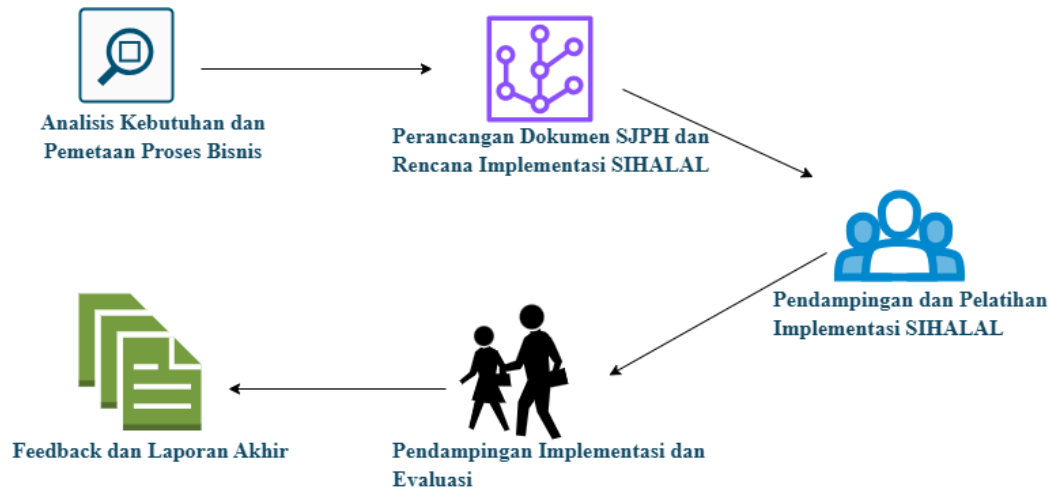 Analisis Kebutuhan dan
Pemetaan Proses Bisnis
Perancangan Dokumen SJPH dan
Rencana Implementasi SIHALAL
Pendampingan dan Pelatihan
Implementasi SIHALAL
Pendampingan Implementasi dan
Evaluasi
Feedback dan Laporan Akhir